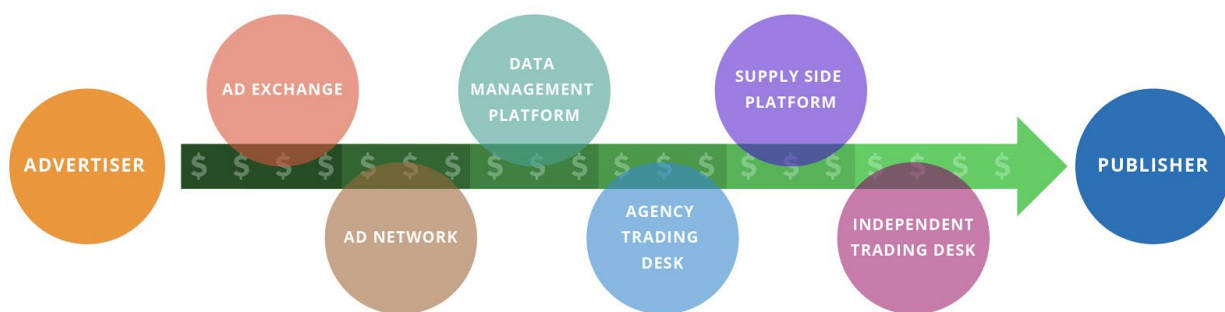 ADVERTISER
AD EXCHANGE
AD NETWORK
DATA
MANAGEMENT
PLATFORM
AGENCY
TRADING
DESK
SUPPLY SIDE
PLATFORM
INDEPENDENT
TRADING DESK
PUBLISHER
$ $ $ $ $ $ $ $ $ $ $ $ $ $ $ $ $ $ $ $